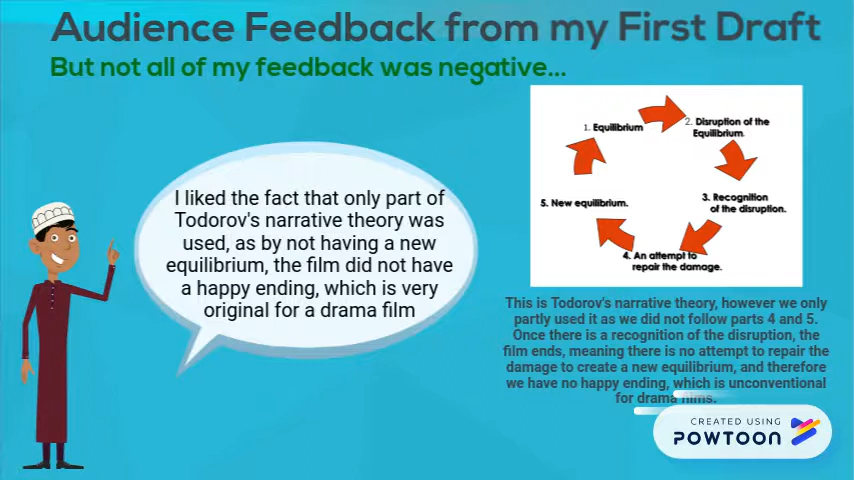 Audience Feedback from my First Draft
But not all of my feedback was negative...
I liked the fact that only part of
Todorov's narrative theory was
used, as by not having a new
equilibrium, the film did not have
a happy ending, which is very
original for a drama film
1. Equilibrium
2. Disruption of the
Equilibrium.
3. Recognition
of the disruption.
4. An attempt to
repair the damage.
5. New equilibrium.
This is Todorov's narrative theory, however we only
partly used it as we did not follow parts 4 and 5.
Once there is a recognition of the disruption, the
film ends, meaning there is no attempt to repair the
damage to create a new equilibrium, and therefore
we have no happy ending, which is unconventional
for drama films.
CREATED USING
POWTOON